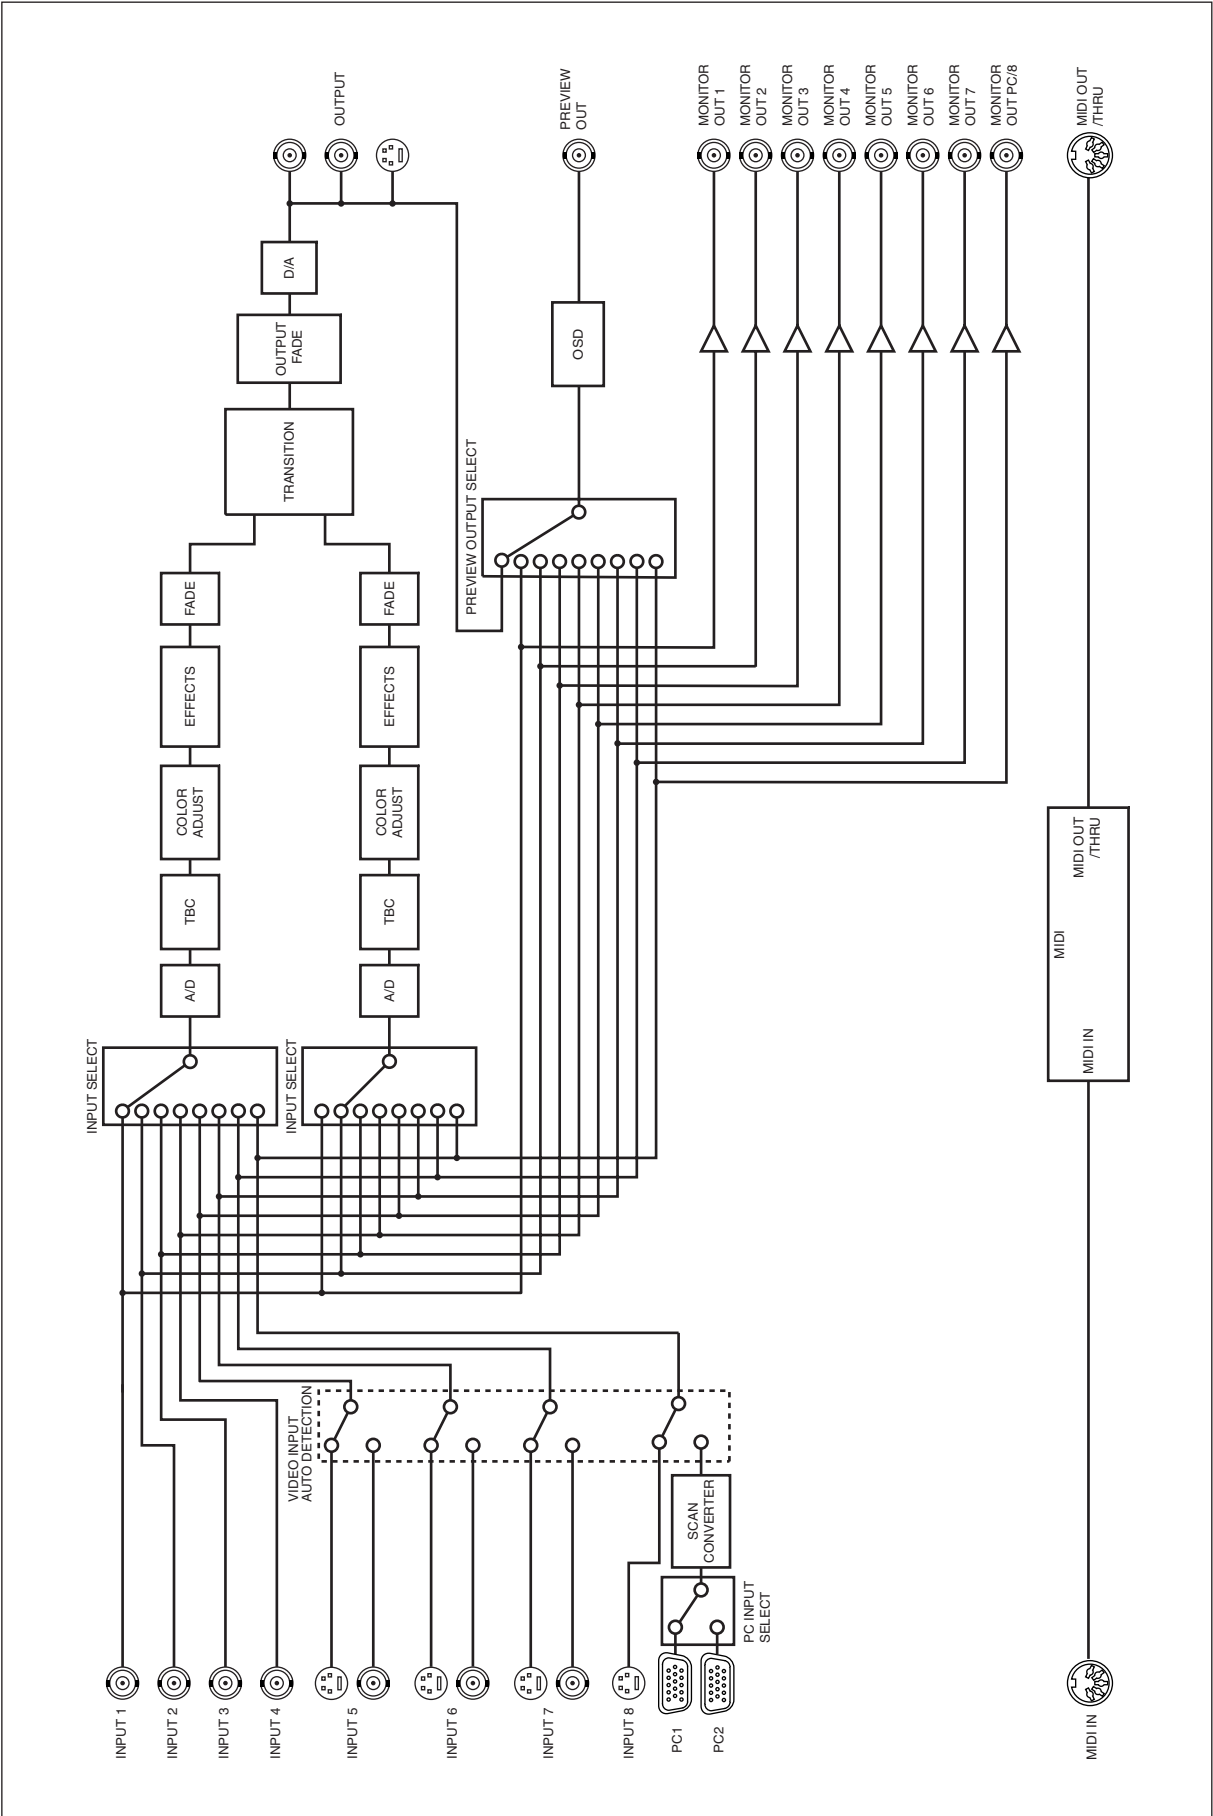 INPUT 1
INPUT 2
INPUT 3
INPUT 4
INPUT 5
INPUT 6
INPUT 7
INPUT 8
PC1
PC2
MIDI IN
PC INPUT
SELECT
SCAN
CONVERTER
VIDEO INPUT
AUTO DETECTION
INPUT SELECT
INPUT SELECT
A/D
TBC
COLOR
ADJUST
EFFECTS
FADE
A/D
TBC
COLOR
ADJUST
EFFECTS
FADE
TRANSITION
OUTPUT
FADE
D/A
OUTPUT
PREVIEW OUTPUT SELECT
OSD
PREVIEW
OUT
MONITOR
OUT 1
MONITOR
OUT 2
MONITOR
OUT 3
MONITOR
OUT 4
MONITOR
OUT 5
MONITOR
OUT 6
MONITOR
OUT 7
MONITOR
OUT PC/8
MIDI IN
MIDI
MIDI OUT
/THRU
MIDI OUT
/THRU